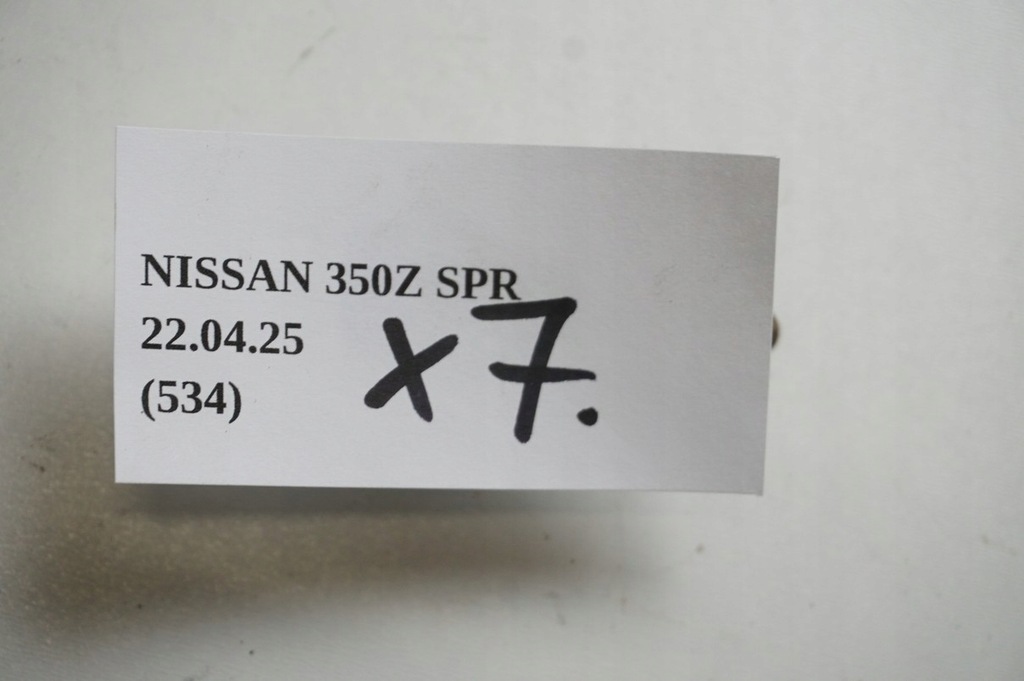 NISSAN 350Z SPR
22.04.25
(534)
x7.